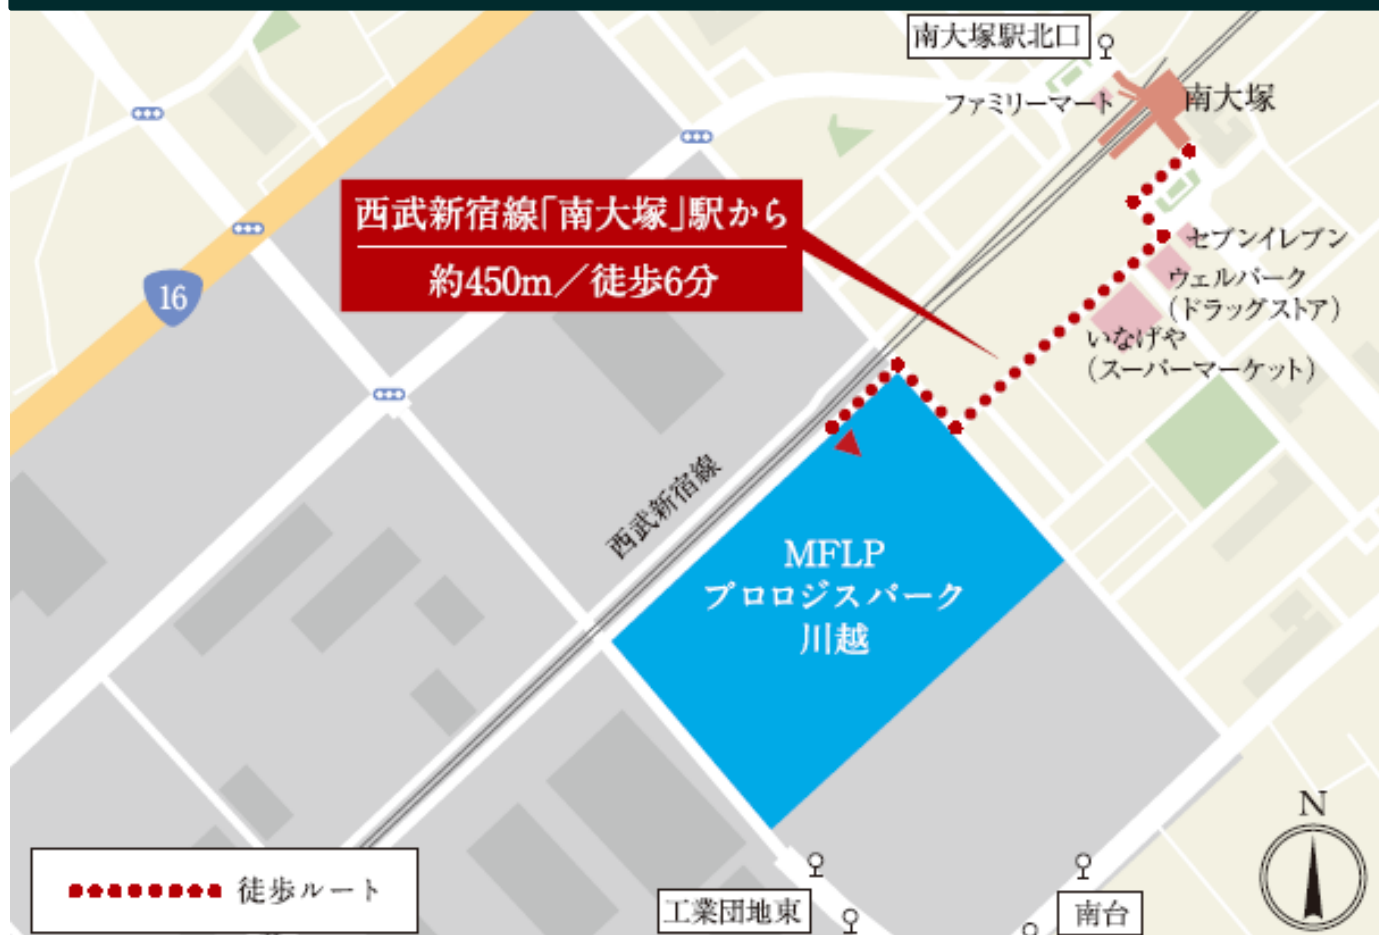 南大塚駅北口
ファミリーマート
南大塚
西武新宿線「南大塚」駅から
約450m／徒歩6分
セブンイレブン
ウェルパーク
（ドラッグストア）
いなげや
（スーパーマーケット）
16
西武新宿線
MFLP
プロロジスパーク
川越
N
徒歩ルート
工業団地東
南台